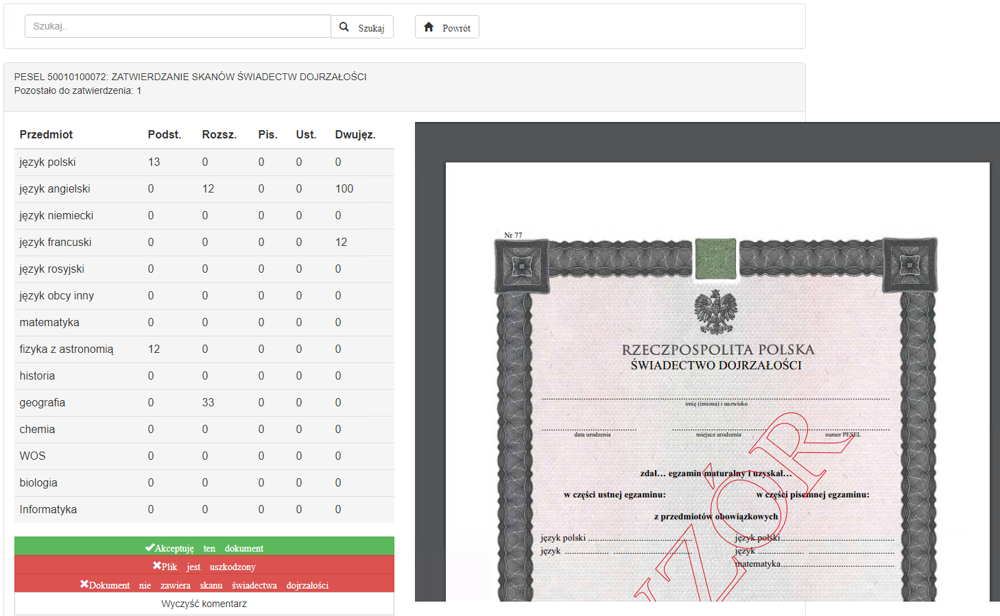 Szukaj..
Szukaj
Powrót
PESEL 50010100072: ZATWIERDZANIE SKANÓW ŚWIADECTW DOJRZAŁOŚCI
Pozostało do zatwierdzenia: 1
Przedmiot Podst. Rozsz. Pis. Ust. Dwujęz.
język polski 13 0 0 0 0
język angielski 0 12 0 0 100
język niemiecki 0 0 0 0 0
język francuski 0 0 0 0 12
język rosyjski 0 0 0 0 0
język obcy inny 0 0 0 0 0
matematyka 0 0 0 0 0
fizyka z astronomią 12 0 0 0 0
historia 0 0 0 0 0
geografia 0 33 0 0 0
chemia 0 0 0 0 0
WOS 0 0 0 0 0
biologia 0 0 0 0 0
Informatyka 0 0 0 0 0
Akceptuję ten dokument
Plik jest uszkodzony
Dokument nie zawiera skanu świadectwa dojrzałości
Wyczyść komentarz
Nr 77
RZECZPOSPOLITA POLSKA
ŚWIADECTWO DOJRZAŁOŚCI
imię (imiona) i nazwisko
data urodzenia miejsce urodzenia numer PESEL
zdał... egzamin maturalny i uzyskał...
w części ustnej egzaminu: w części pisemnej egzaminu:
z przedmiotów obowiązkowych
język polski ............ język polski ............
język ............ język ............
matematyka ............
WZÓR